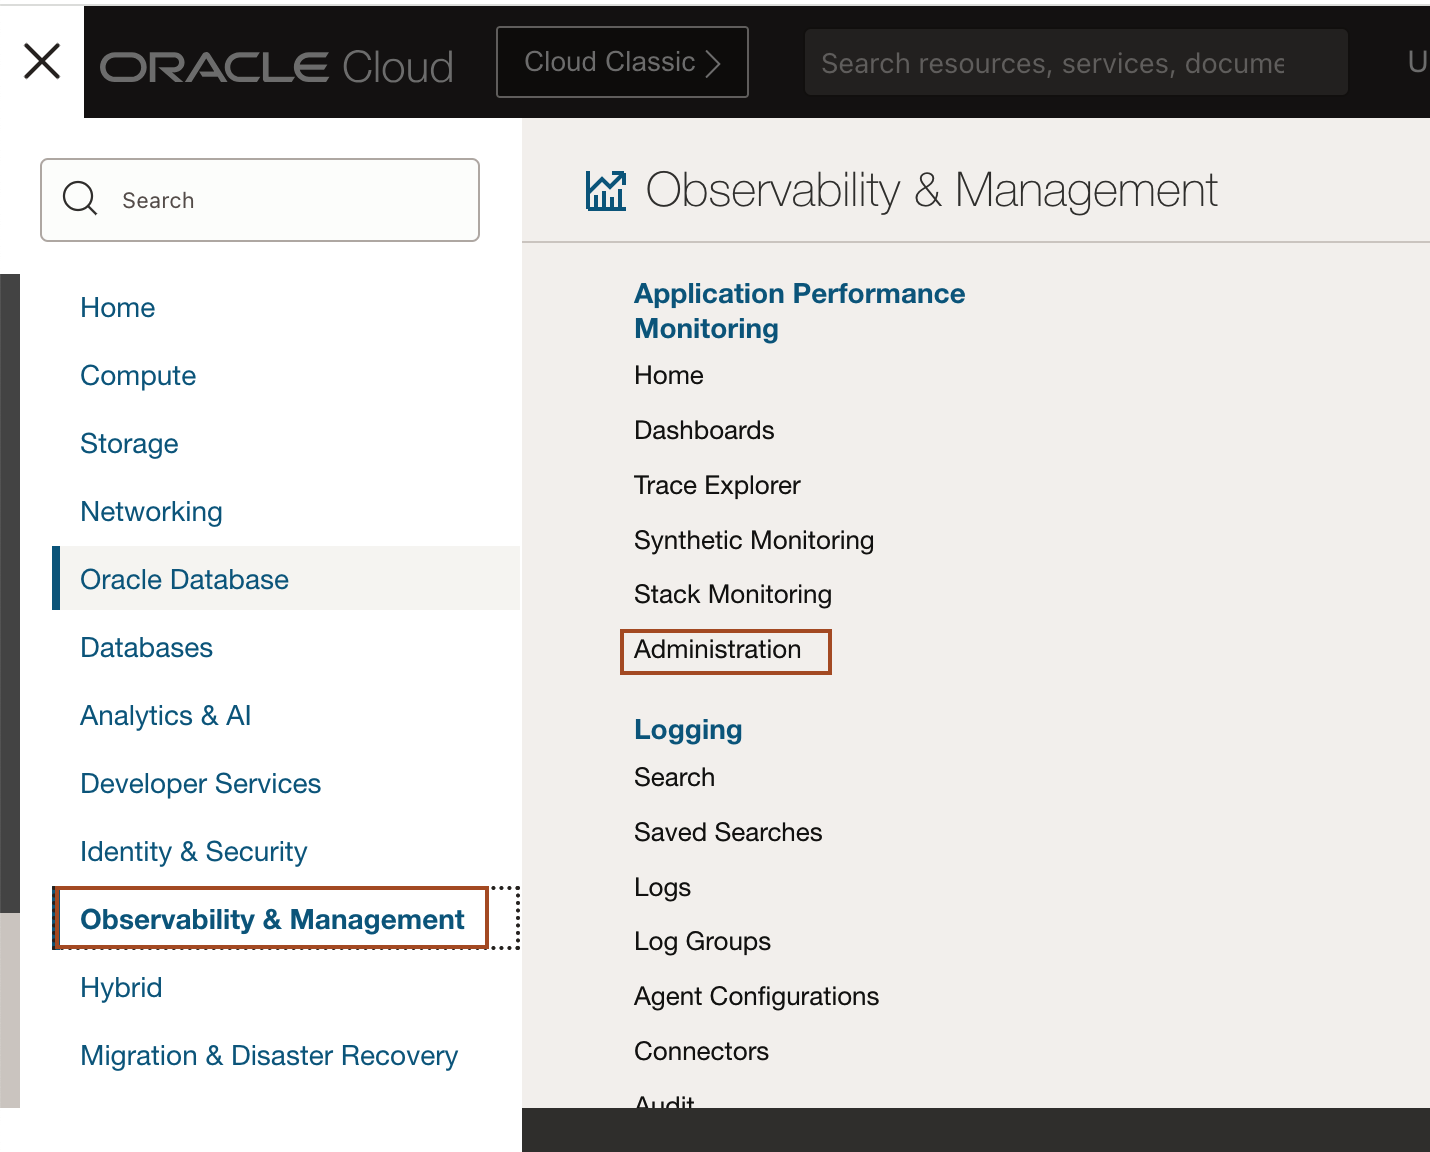 ORACLE Cloud
Cloud Classic
Search resources, services, docume
U
Search
Home
Compute
Storage
Networking
Oracle Database
Databases
Analytics & AI
Developer Services
Identity & Security
Observability & Management
Hybrid
Migration & Disaster Recovery
Observability & Management
Application Performance
Monitoring
Home
Dashboards
Trace Explorer
Synthetic Monitoring
Stack Monitoring
Administration
Logging
Search
Saved Searches
Logs
Log Groups
Agent Configurations
Connectors
Audit